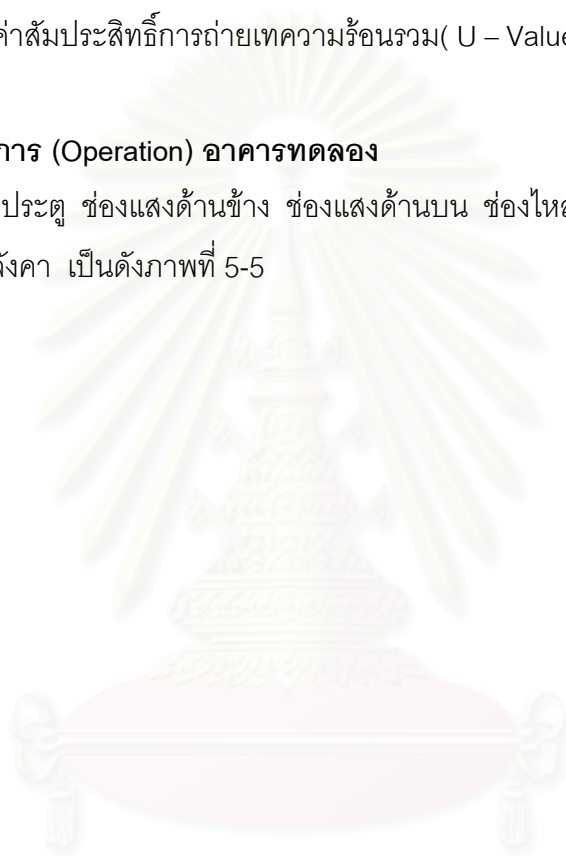 ค่าสัมประสิทธิ์การถ่ายเทความร้อนรวม( U – Value
การ (Operation) อาคารทดลอง
ประตู ช่องแสงด้านข้าง ช่องแสงด้านบน ช่องไหล
ังคา เป็นดังภาพที่ 5-5